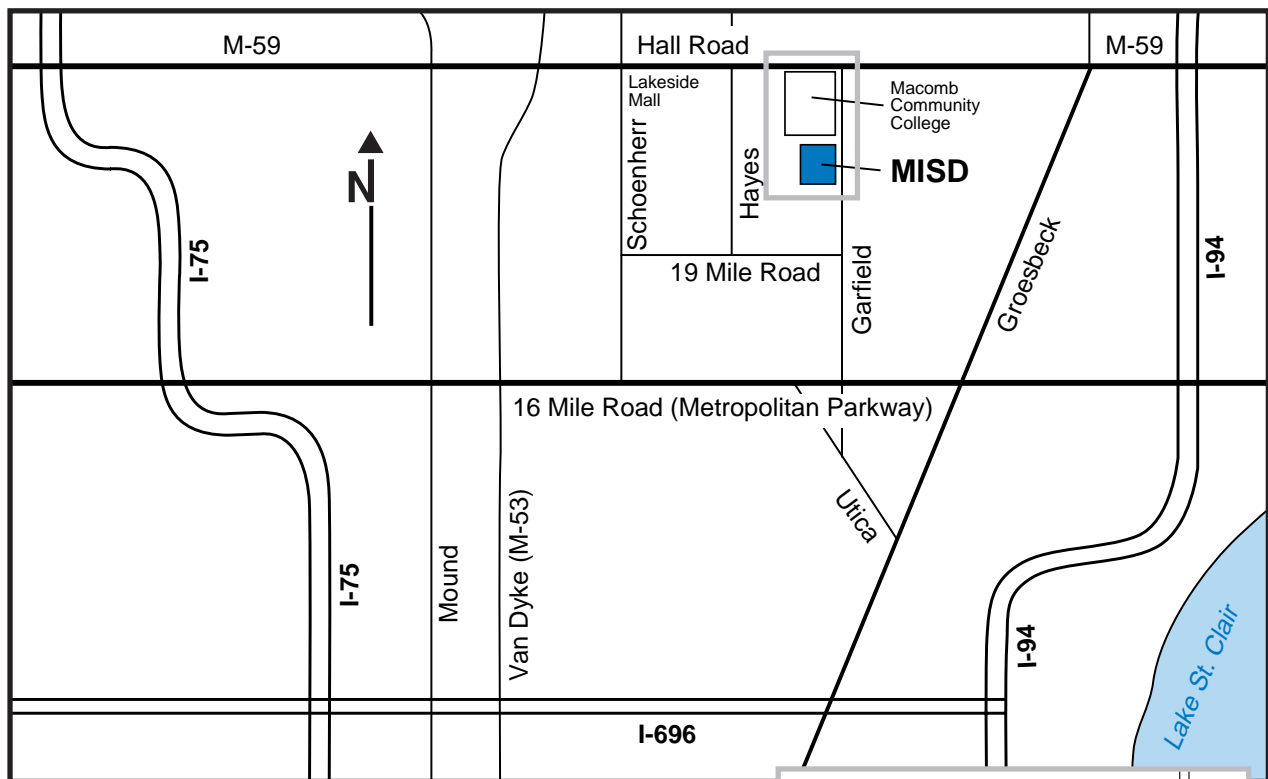 M-59
Hall Road
M-59
Lakeside
Mall
Macomb
Community
College
MISD
Schoenherr
Hayes
N
I-75
19 Mile Road
Garfield
Groesbeck
I-94
16 Mile Road (Metropolitan Parkway)
Utica
Van Dyke (M-53)
Mound
I-75
I-94
Lake St. Clair
I-696